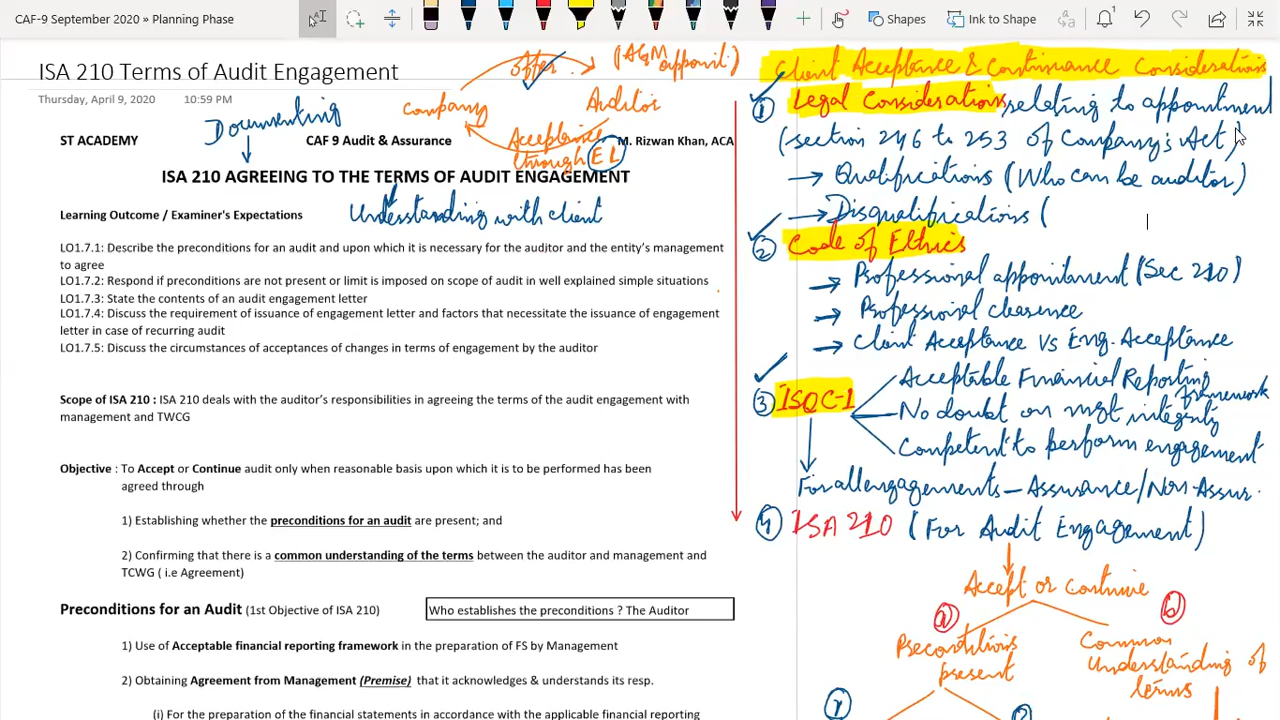 CAF-9 September 2020 » Planning Phase
Shapes
Ink to Shape
ISA 210 Terms of Audit Engagement
Thursday, April 9, 2020 10:59 PM
offer
(AGM appoint.)
Company
Auditor
Acceptance
through EL
Documenting
ST ACADEMY CAF 9 Audit & Assurance M. Rizwan Khan, ACA
ISA 210 AGREEING TO THE TERMS OF AUDIT ENGAGEMENT
Understanding with client
Learning Outcome / Examiner's Expectations
LO1.7.1: Describe the preconditions for an audit and upon which it is necessary for the auditor and the entity's management
to agree
LO1.7.2: Respond if preconditions are not present or limit is imposed on scope of audit in well explained simple situations
LO1.7.3: State the contents of an audit engagement letter
LO1.7.4: Discuss the requirement of issuance of engagement letter and factors that necessitate the issuance of engagement
letter in case of recurring audit
LO1.7.5: Discuss the circumstances of acceptances of changes in terms of engagement by the auditor
Scope of ISA 210 : ISA 210 deals with the auditor's responsibilities in agreeing the terms of the audit engagement with
management and TWCG
Objective : To Accept or Continue audit only when reasonable basis upon which it is to be performed has been
agreed through
1) Establishing whether the preconditions for an audit are present; and
2) Confirming that there is a common understanding of the terms between the auditor and management and
TCWG ( i.e Agreement)
Preconditions for an Audit (1st Objective of ISA 210)
Who establishes the preconditions ? The Auditor
1) Use of Acceptable financial reporting framework in the preparation of FS by Management
2) Obtaining Agreement from Management (Premise) that it acknowledges & understands its resp.
(i) For the preparation of the financial statements in accordance with the applicable financial reporting
Client Acceptance & Continuance Considerations
1 Legal Considerations relating to appointment
(section 246 to 253 of Company's Act)
→ Qualifications (Who can be auditor)
→ Disqualifications (
2 Code of Ethics
→ Professional appointment (Sec 210)
→ Professional clearence
→ Client Acceptance Vs Eng. Acceptance
3 ISQC-1
Acceptable Financial Reporting
framework
No doubt on mgt integrity
Competent to perform engagement
For all engagements – Assurance/Non-Assur.
4 ISA 210 (For Audit Engagement)
Accept or Continue
a
b
Preconditions
present
Common
Understanding of
terms